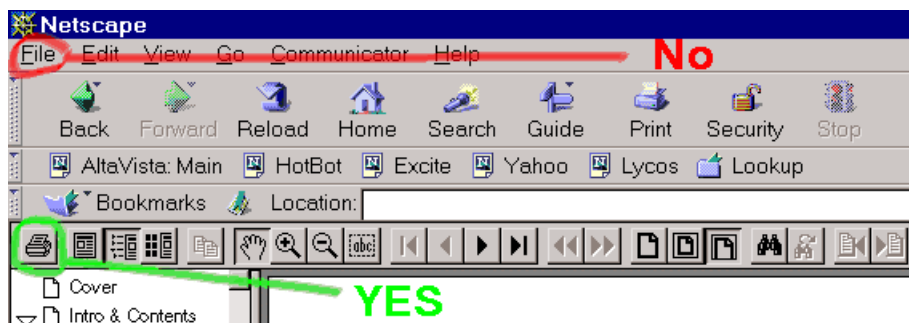 Netscape
File Edit View Go Communicator Help
No
Back Forward Reload Home Search Guide Print Security Stop
AltaVista: Main HotBot Excite Yahoo Lycos Lookup
Bookmarks Location:
abc
Cover
YES
Intro & Contents